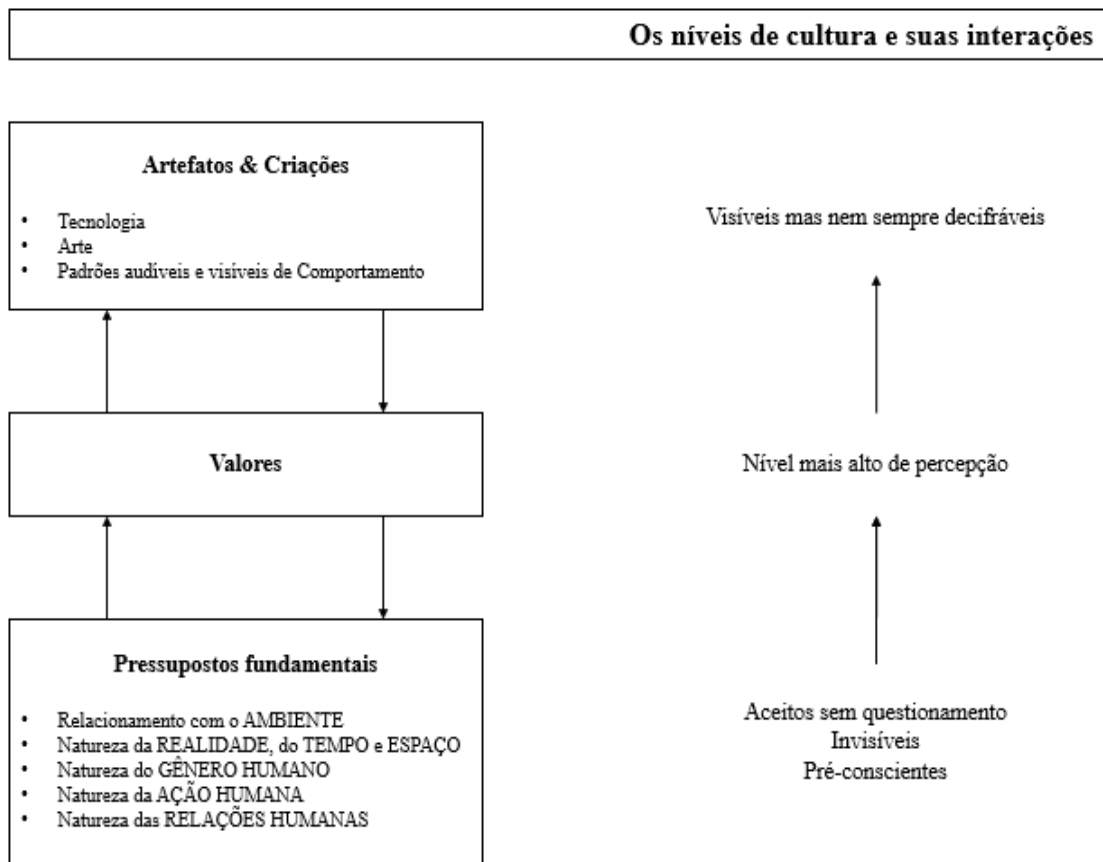 Os níveis de cultura e suas interações
Artefatos & Criações
• Tecnologia
• Arte
• Padrões audíveis e visíveis de Comportamento
Visíveis mas nem sempre decifráveis
Valores
Nível mais alto de percepção
Pressupostos fundamentais
• Relacionamento com o AMBIENTE
• Natureza da REALIDADE, do TEMPO e ESPAÇO
• Natureza do GÊNERO HUMANO
• Natureza da AÇÃO HUMANA
• Natureza das RELAÇÕES HUMANAS
Aceitos sem questionamento
Invisíveis
Pré-conscientes